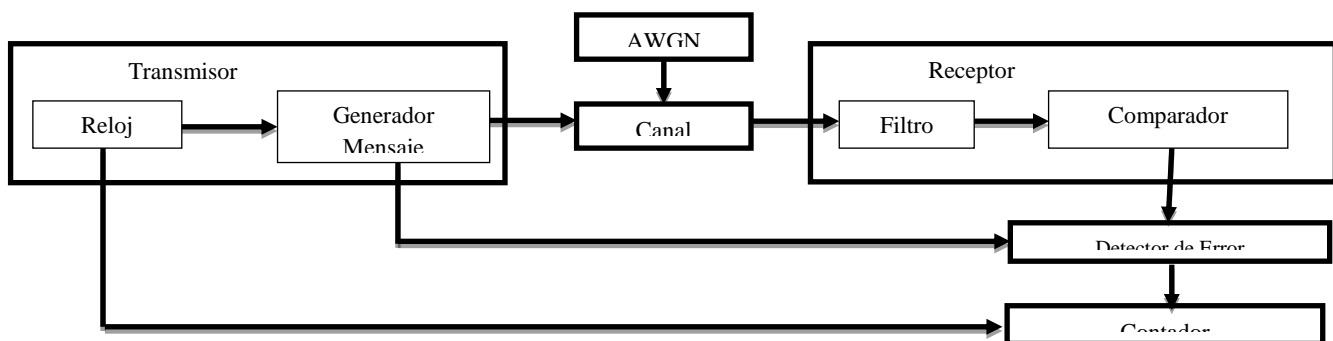 AWGN
Transmisor
Receptor
Reloj
Generador
Mensaje
Canal
Filtro
Comparador
Detector de Error
Contador